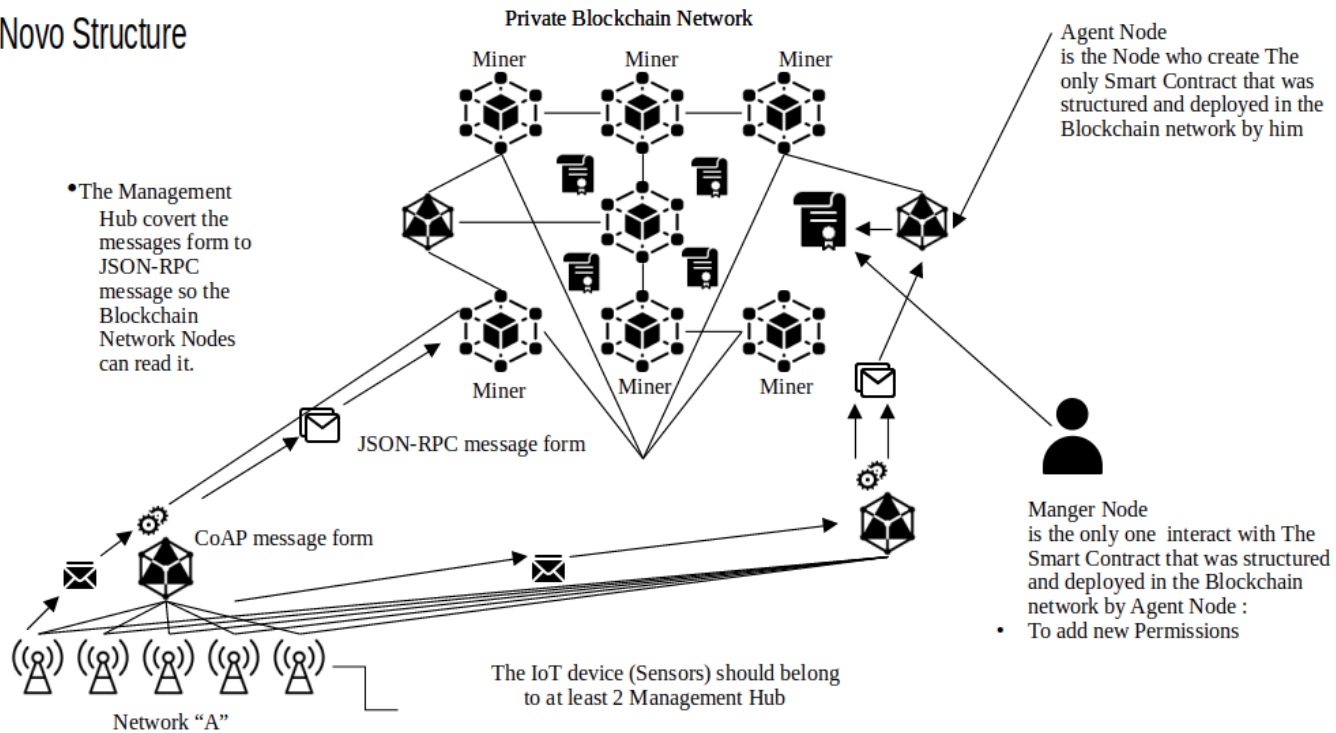 Novo Structure
Private Blockchain Network
Miner
Miner
Miner
Agent Node
is the Node who create The
only Smart Contract that was
structured and deployed in the
Blockchain network by him
•The Management
Hub covert the
messages form to
JSON-RPC
message so the
Blockchain
Network Nodes
can read it.
Miner
Miner
Miner
JSON-RPC message form
CoAP message form
Manger Node
is the only one interact with The
Smart Contract that was structured
and deployed in the Blockchain
network by Agent Node :
• To add new Permissions
The IoT device (Sensors) should belong
to at least 2 Management Hub
Network “A”